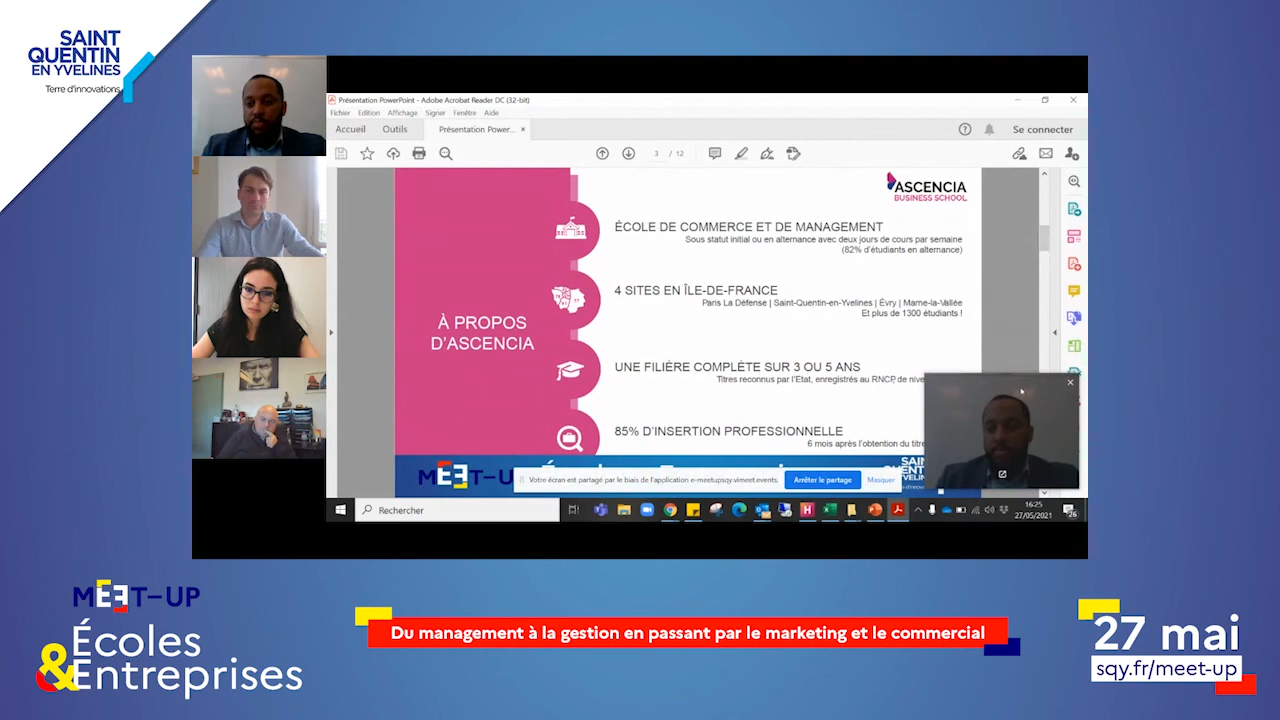 SAINT
QUENTIN
EN YVELINES
Terre d'innovations
Présentation PowerPoint - Adobe Acrobat Reader DC (32-bit)
Fichier Edition Affichage Signer Fenêtre Aide
Accueil Outils Présentation Power... × Se connecter
3 / 12
ASCENCIA
BUSINESS SCHOOL
ÉCOLE DE COMMERCE ET DE MANAGEMENT
Sous statut initial ou en alternance avec deux jours de cours par semaine
(82% d'étudiants en alternance)
4 SITES EN ÎLE-DE-FRANCE
Paris La Défense | Saint-Quentin-en-Yvelines | Évry | Marne-la-Vallée
Et plus de 1300 étudiants !
À PROPOS
D'ASCENCIA
UNE FILIÈRE COMPLÈTE SUR 3 OU 5 ANS
Titres reconnus par l'Etat, enregistrés au RNCP, de nive
85% D'INSERTION PROFESSIONNELLE
6 mois après l'obtention du titre
MEET-U
Votre écran est partagé par le biais de l'application e-meetupsqy.vimeet.events. Arrêter le partage Masquer
Rechercher
16:25
27/05/2021
26
MEET-UP
Écoles
&Entreprises
Du management à la gestion en passant par le marketing et le commercial
27 mai
sqy.fr/meet-up